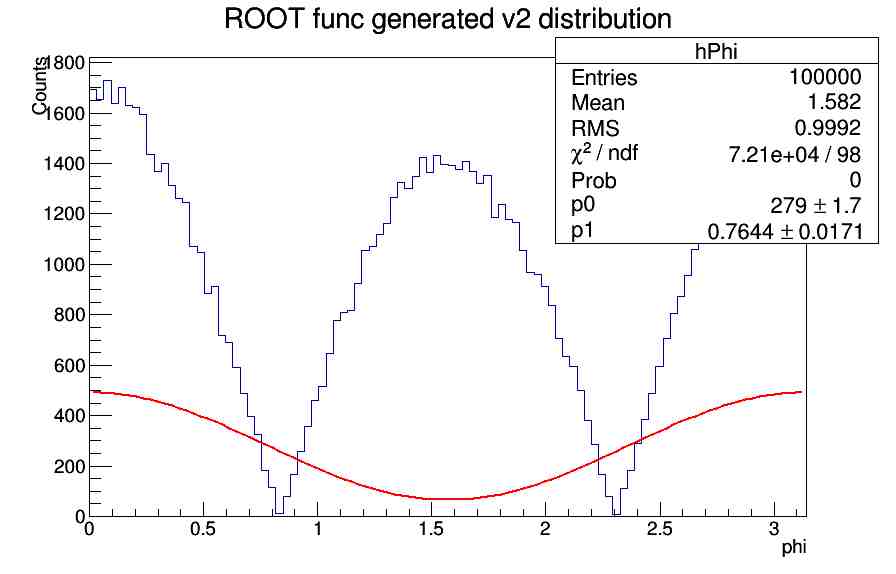 ROOT func generated v2 distribution
hPhi
Entries 100000
Mean 1.582
RMS 0.9992
χ² / ndf 7.21e+04 / 98
Prob 0
p0 279 ± 1.7
p1 0.7644 ± 0.0171
Counts
1800
1600
1400
1200
1000
800
600
400
200
0
0 0.5 1 1.5 2 2.5 3
phi